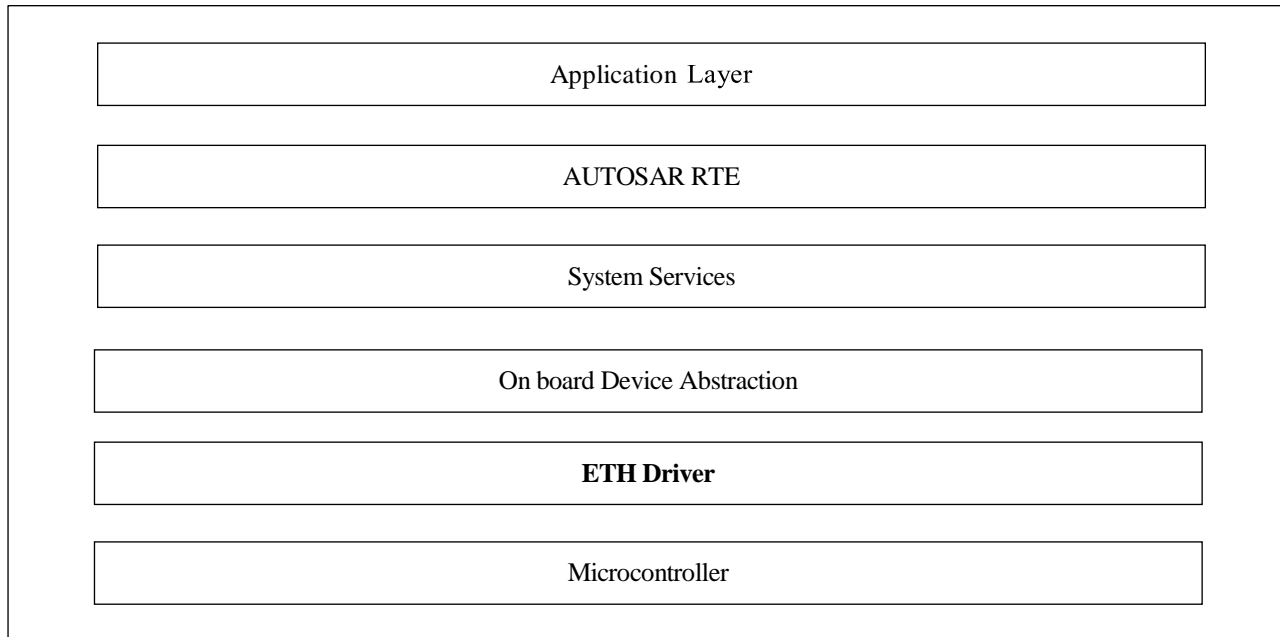 Application Layer
AUTOSAR RTE
System Services
On board Device Abstraction
ETH Driver
Microcontroller